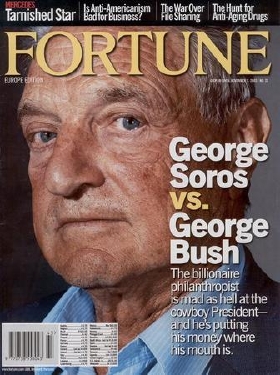 MERCEDES
Tarnished Star
Is Anti-Americanism
Bad for Business?
The War Over
File Sharing
The Hunt for
Anti-Aging Drugs
FORTUNE
EUROPE EDITION
George
Soros
vs.
George
Bush
The billionaire
philanthropist
is mad as hell at the
cowboy President—
and he's putting
his money where
his mouth is.